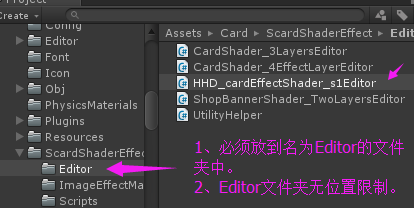 Project
Create
Config
Editor
Font
Icon
Obj
PhysicsMaterials
Plugins
Resources
ScardShaderEffec
Editor
ImageEffectMa
Scripts
Assets ▸ Card ▸ ScardShaderEffect ▸ Edi
CardShader_3LayersEditor
CardShader_4EffectLayerEditor
HHD_cardEffectShader_s1Editor
ShopBannerShader_TwoLayersEditor
UtilityHelper
1、必须放到名为Editor的文件
夹中。
2、Editor文件夹无位置限制。